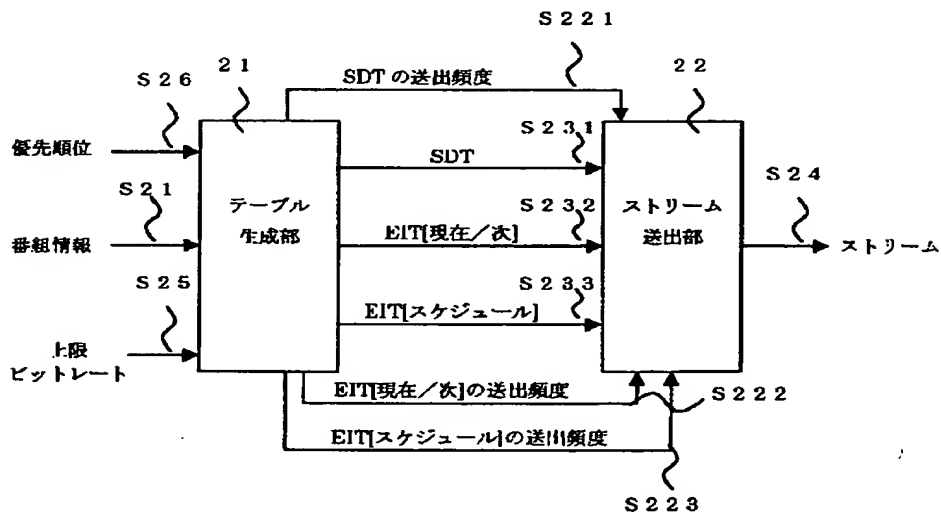 S221
S26
21
SDTの送出頻度
22
優先順位
S231
SDT
S24
S21
テーブル
生成部
S232
ストリーム
送出部
番組情報
EIT[現在/次]
ストリーム
S25
S233
EIT[スケジュール]
上限
ビットレート
EIT[現在/次]の送出頻度
S222
EIT[スケジュール]の送出頻度
S223